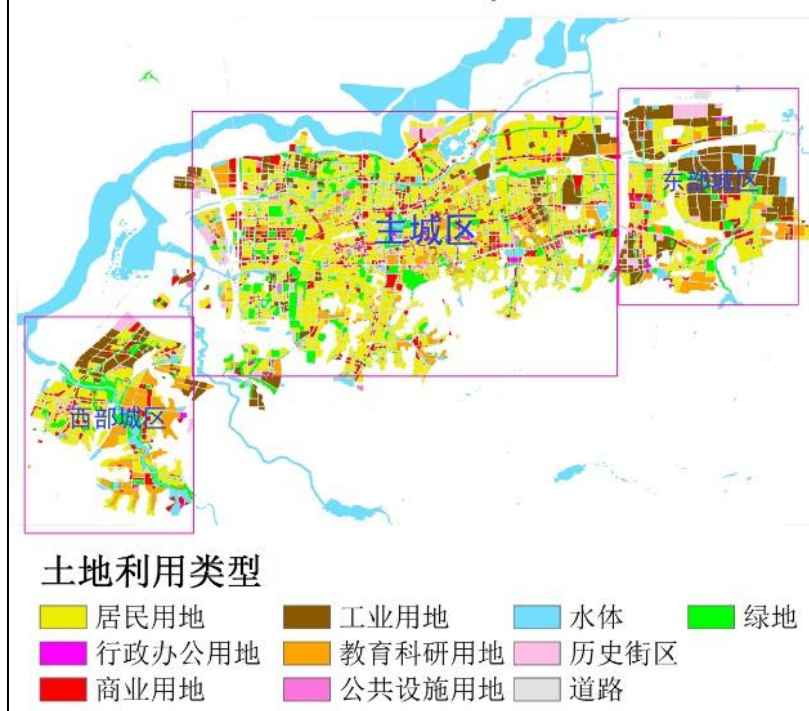 东部城区
主城区
西部城区
土地利用类型
居民用地 工业用地 水体 绿地
行政办公用地 教育科研用地 历史街区
商业用地 公共设施用地 道路